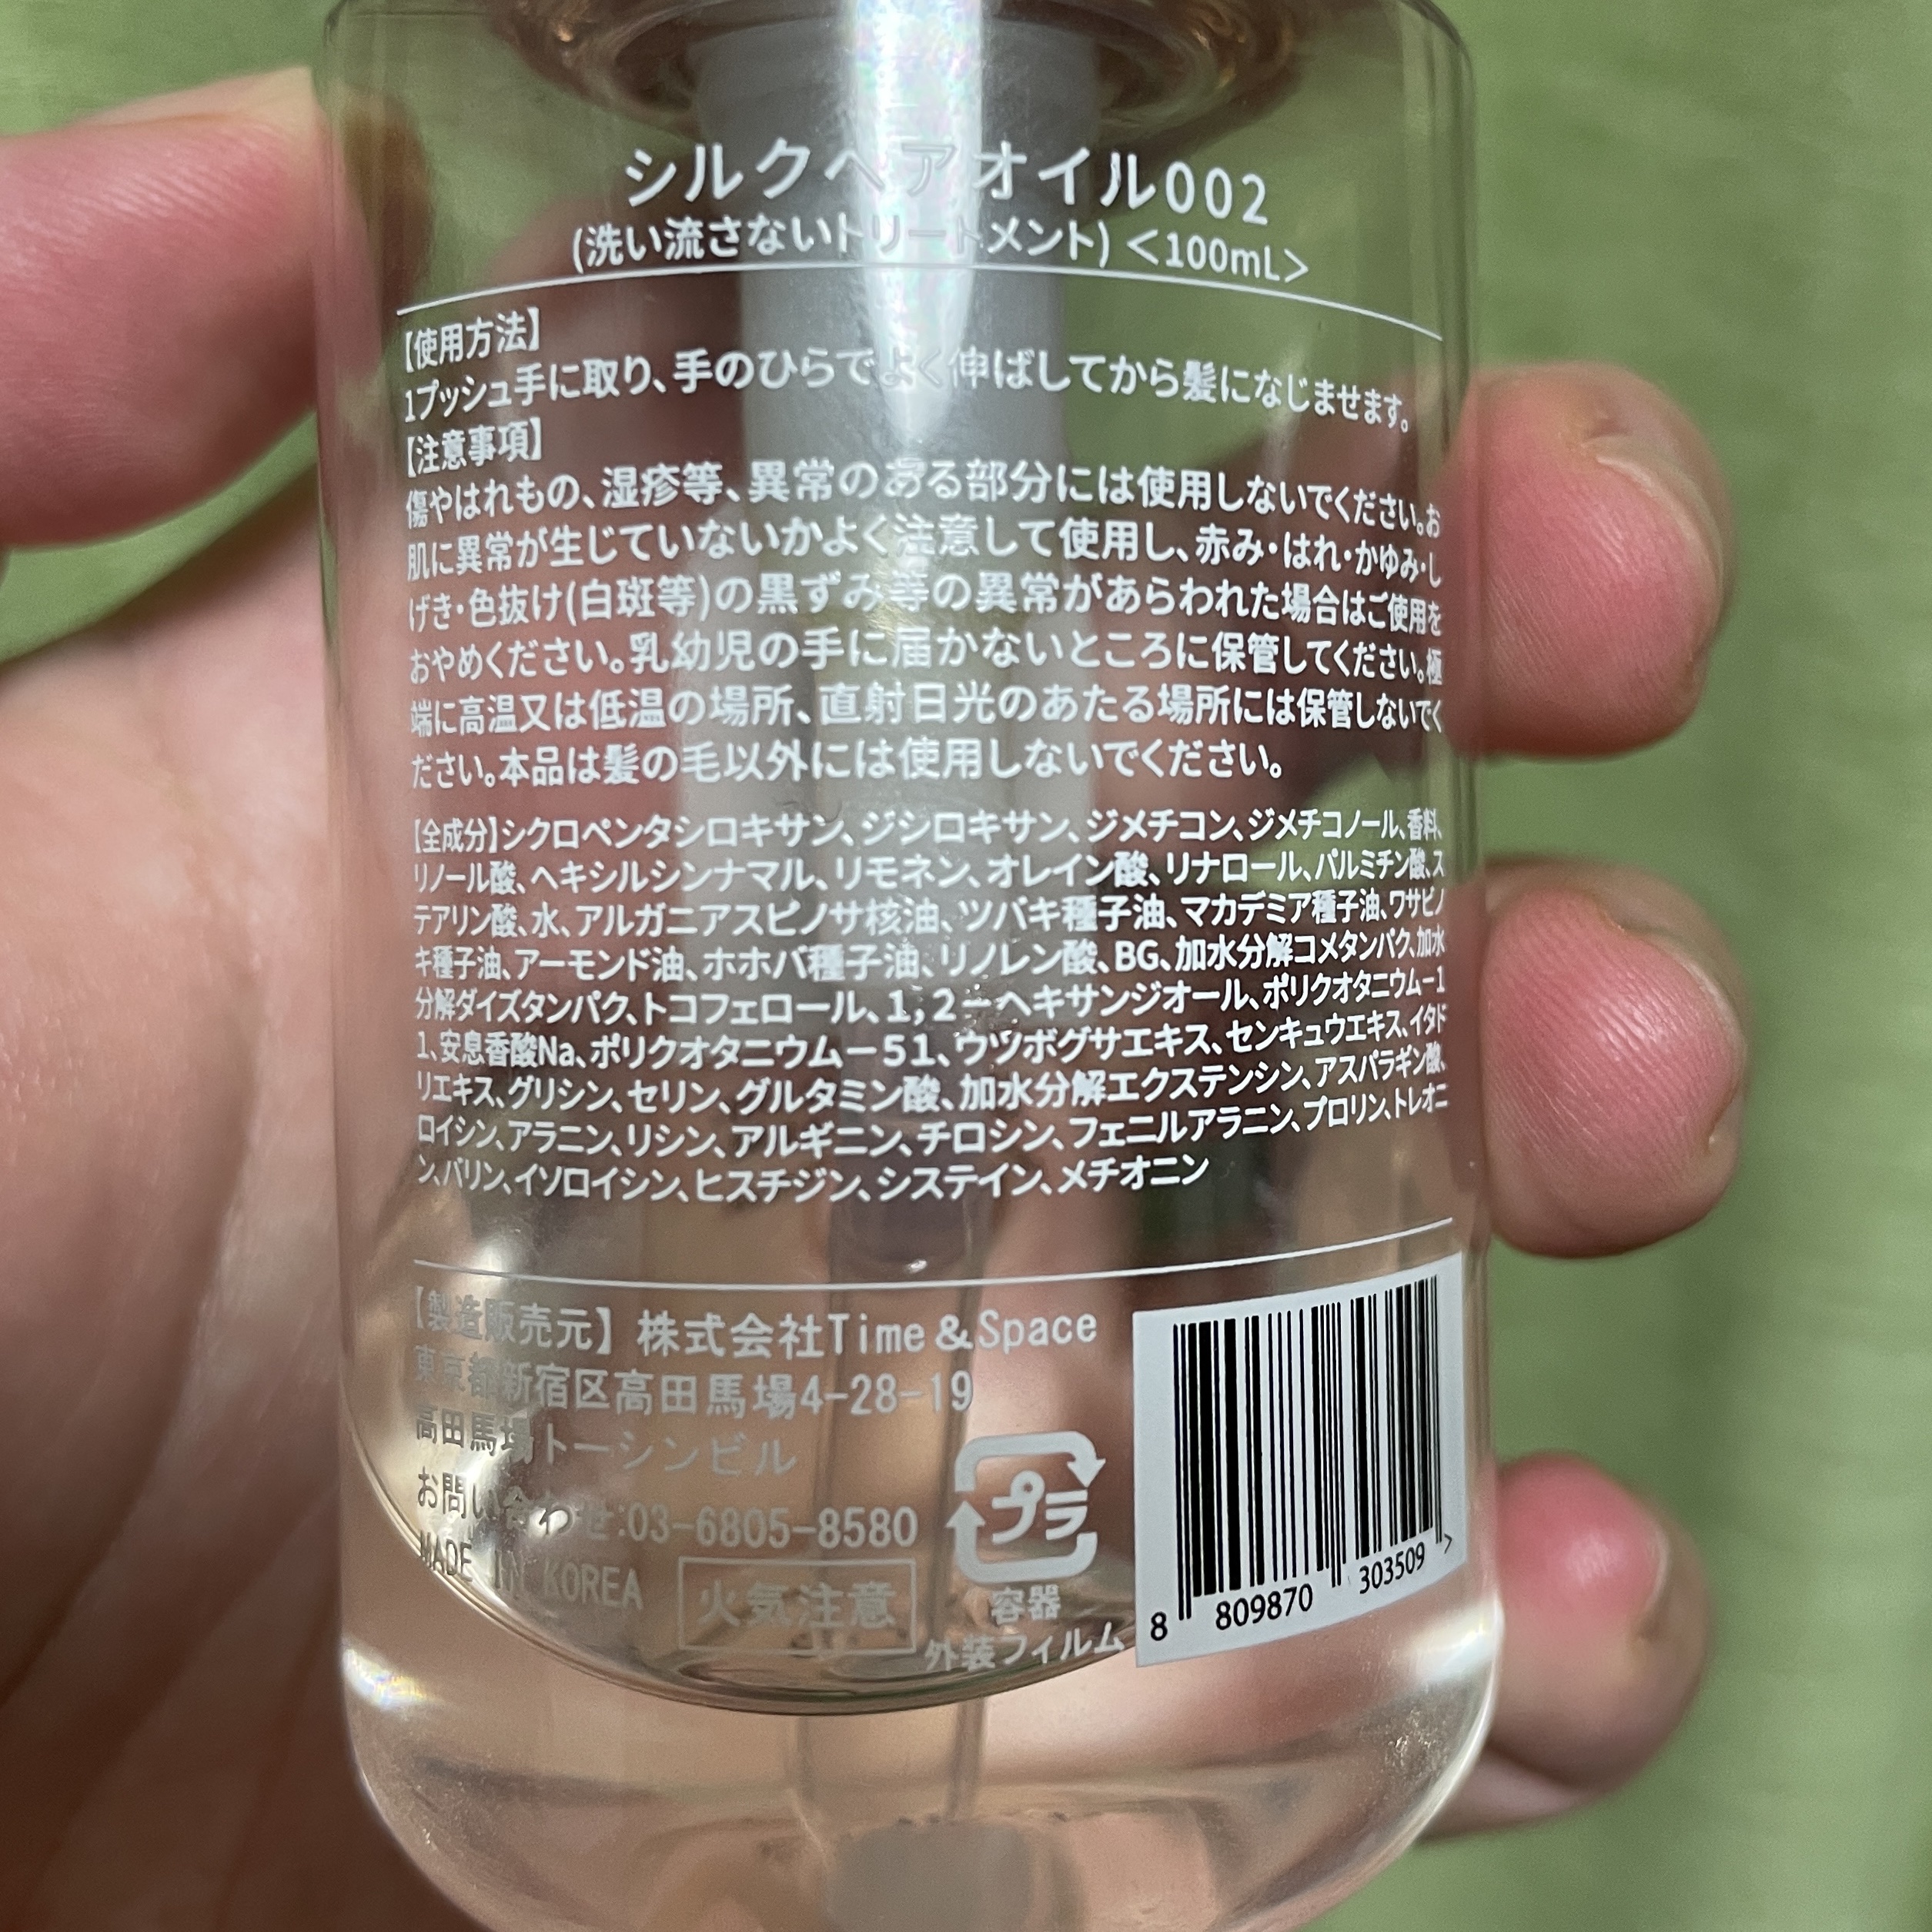 シルクヘアオイル002
(洗い流さないトリートメント)<100mL>
【使用方法】
1プッシュ手に取り、手のひらでよく伸ばしてから髪になじませます。
【注意事項】
傷やはれもの、湿疹等、異常のある部分には使用しないでください。お
肌に異常が生じていないかよく注意して使用し、赤み・はれ・かゆみ・し
げき・色抜け(白斑等)の黒ずみ等の異常があらわれた場合はご使用を
おやめください。乳幼児の手に届かないところに保管してください。極
端に高温又は低温の場所、直射日光のあたる場所には保管しないでく
ださい。本品は髪の毛以外には使用しないでください。
【全成分】シクロペンタシロキサン、ジシロキサン、ジメチコン、ジメチコノール、香料、
リノール酸、ヘキシルシンナマル、リモネン、オレイン酸、リナロール、パルミチン酸、ス
テアリン酸、水、アルガニアスピノサ核油、ツバキ種子油、マカデミア種子油、ワサビノ
キ種子油、アーモンド油、ホホバ種子油、リノレン酸、BG、加水分解コメタンパク、加水
分解ダイズタンパク、トコフェロール、1,2-ヘキサンジオール、ポリクオタニウム-1
1、安息香酸Na、ポリクオタニウム-51、ウツボグサエキス、センキュウエキス、イタド
リエキス、グリシン、セリン、グルタミン酸、加水分解エクステンシン、アスパラギン酸、
ロイシン、アラニン、リシン、アルギニン、チロシン、フェニルアラニン、プロリン、トレオニ
ン、バリン、イソロイシン、ヒスチジン、システイン、メチオニン
【製造販売元】株式会社Time&Space
東京都新宿区高田馬場4-28-19
高田馬場トーシンビル
お問い合わせ:03-6805-8580
MADE IN KOREA
火気注意
プラ
容器
外装フィルム
8 809870 303509 >